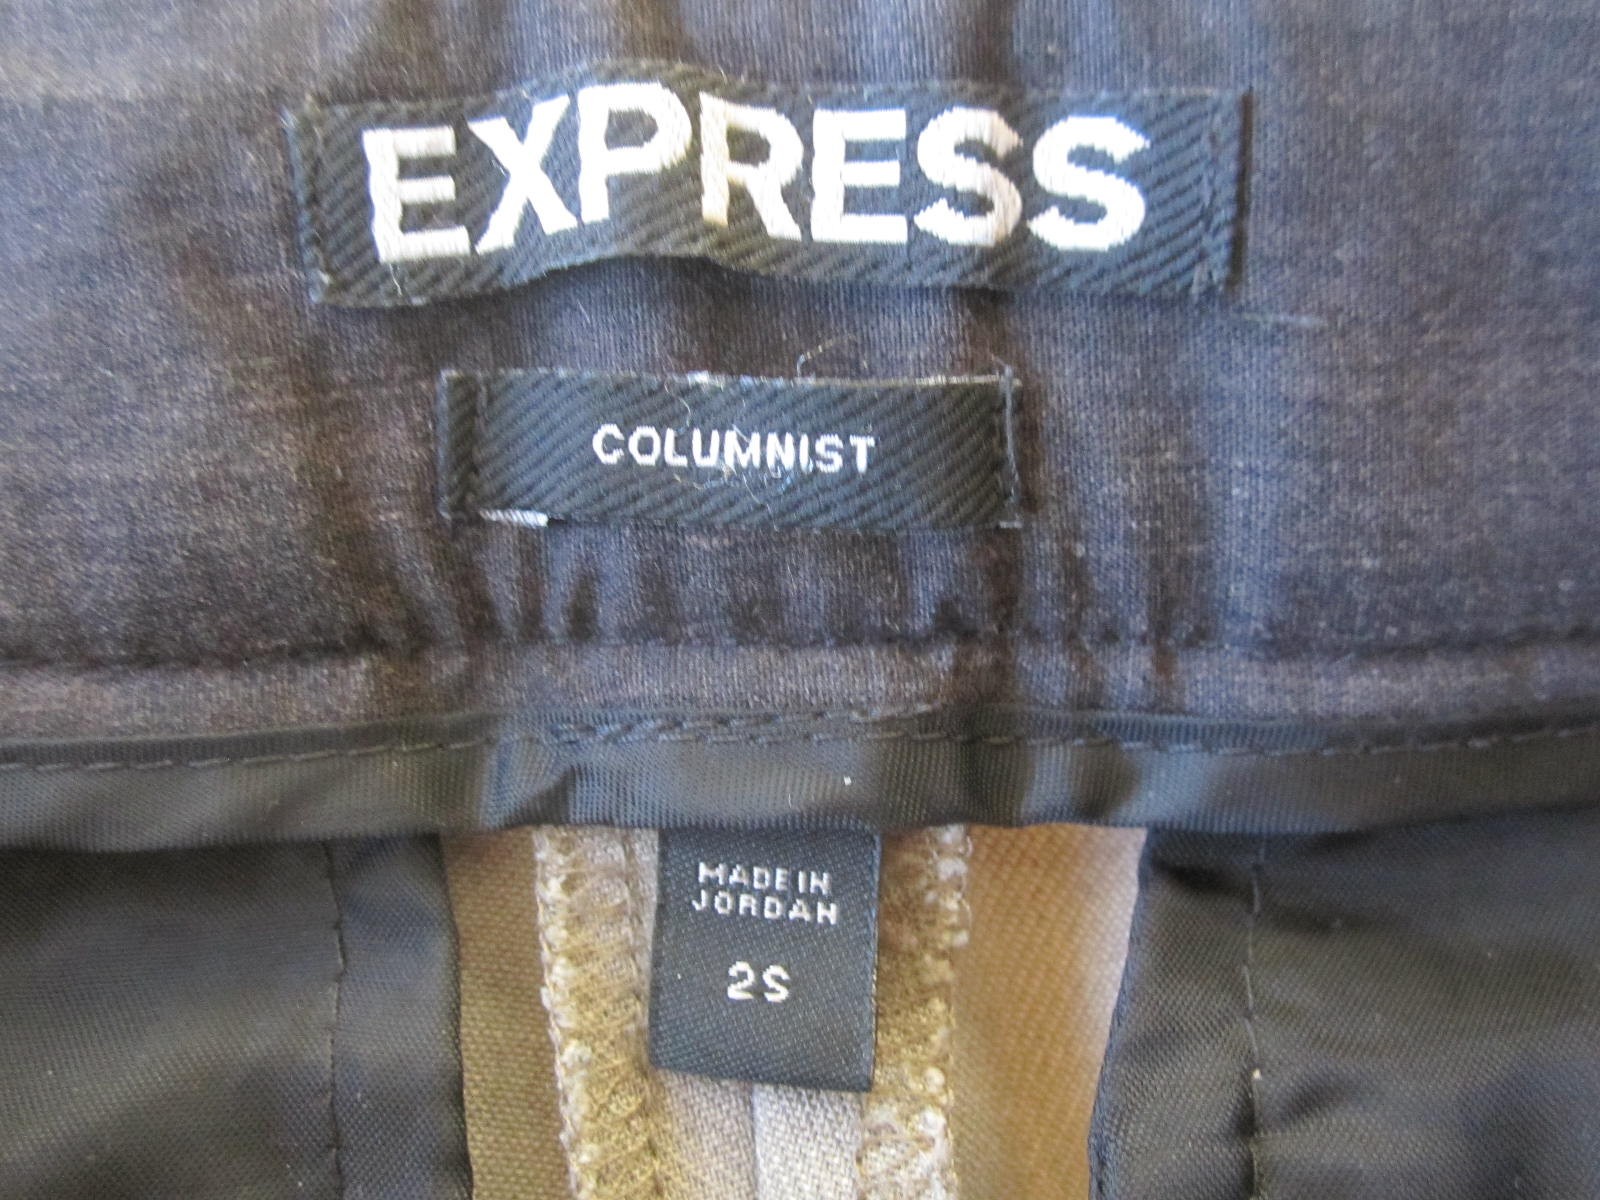 EXPRESS
COLUMNIST
MADE IN
JORDAN
2S